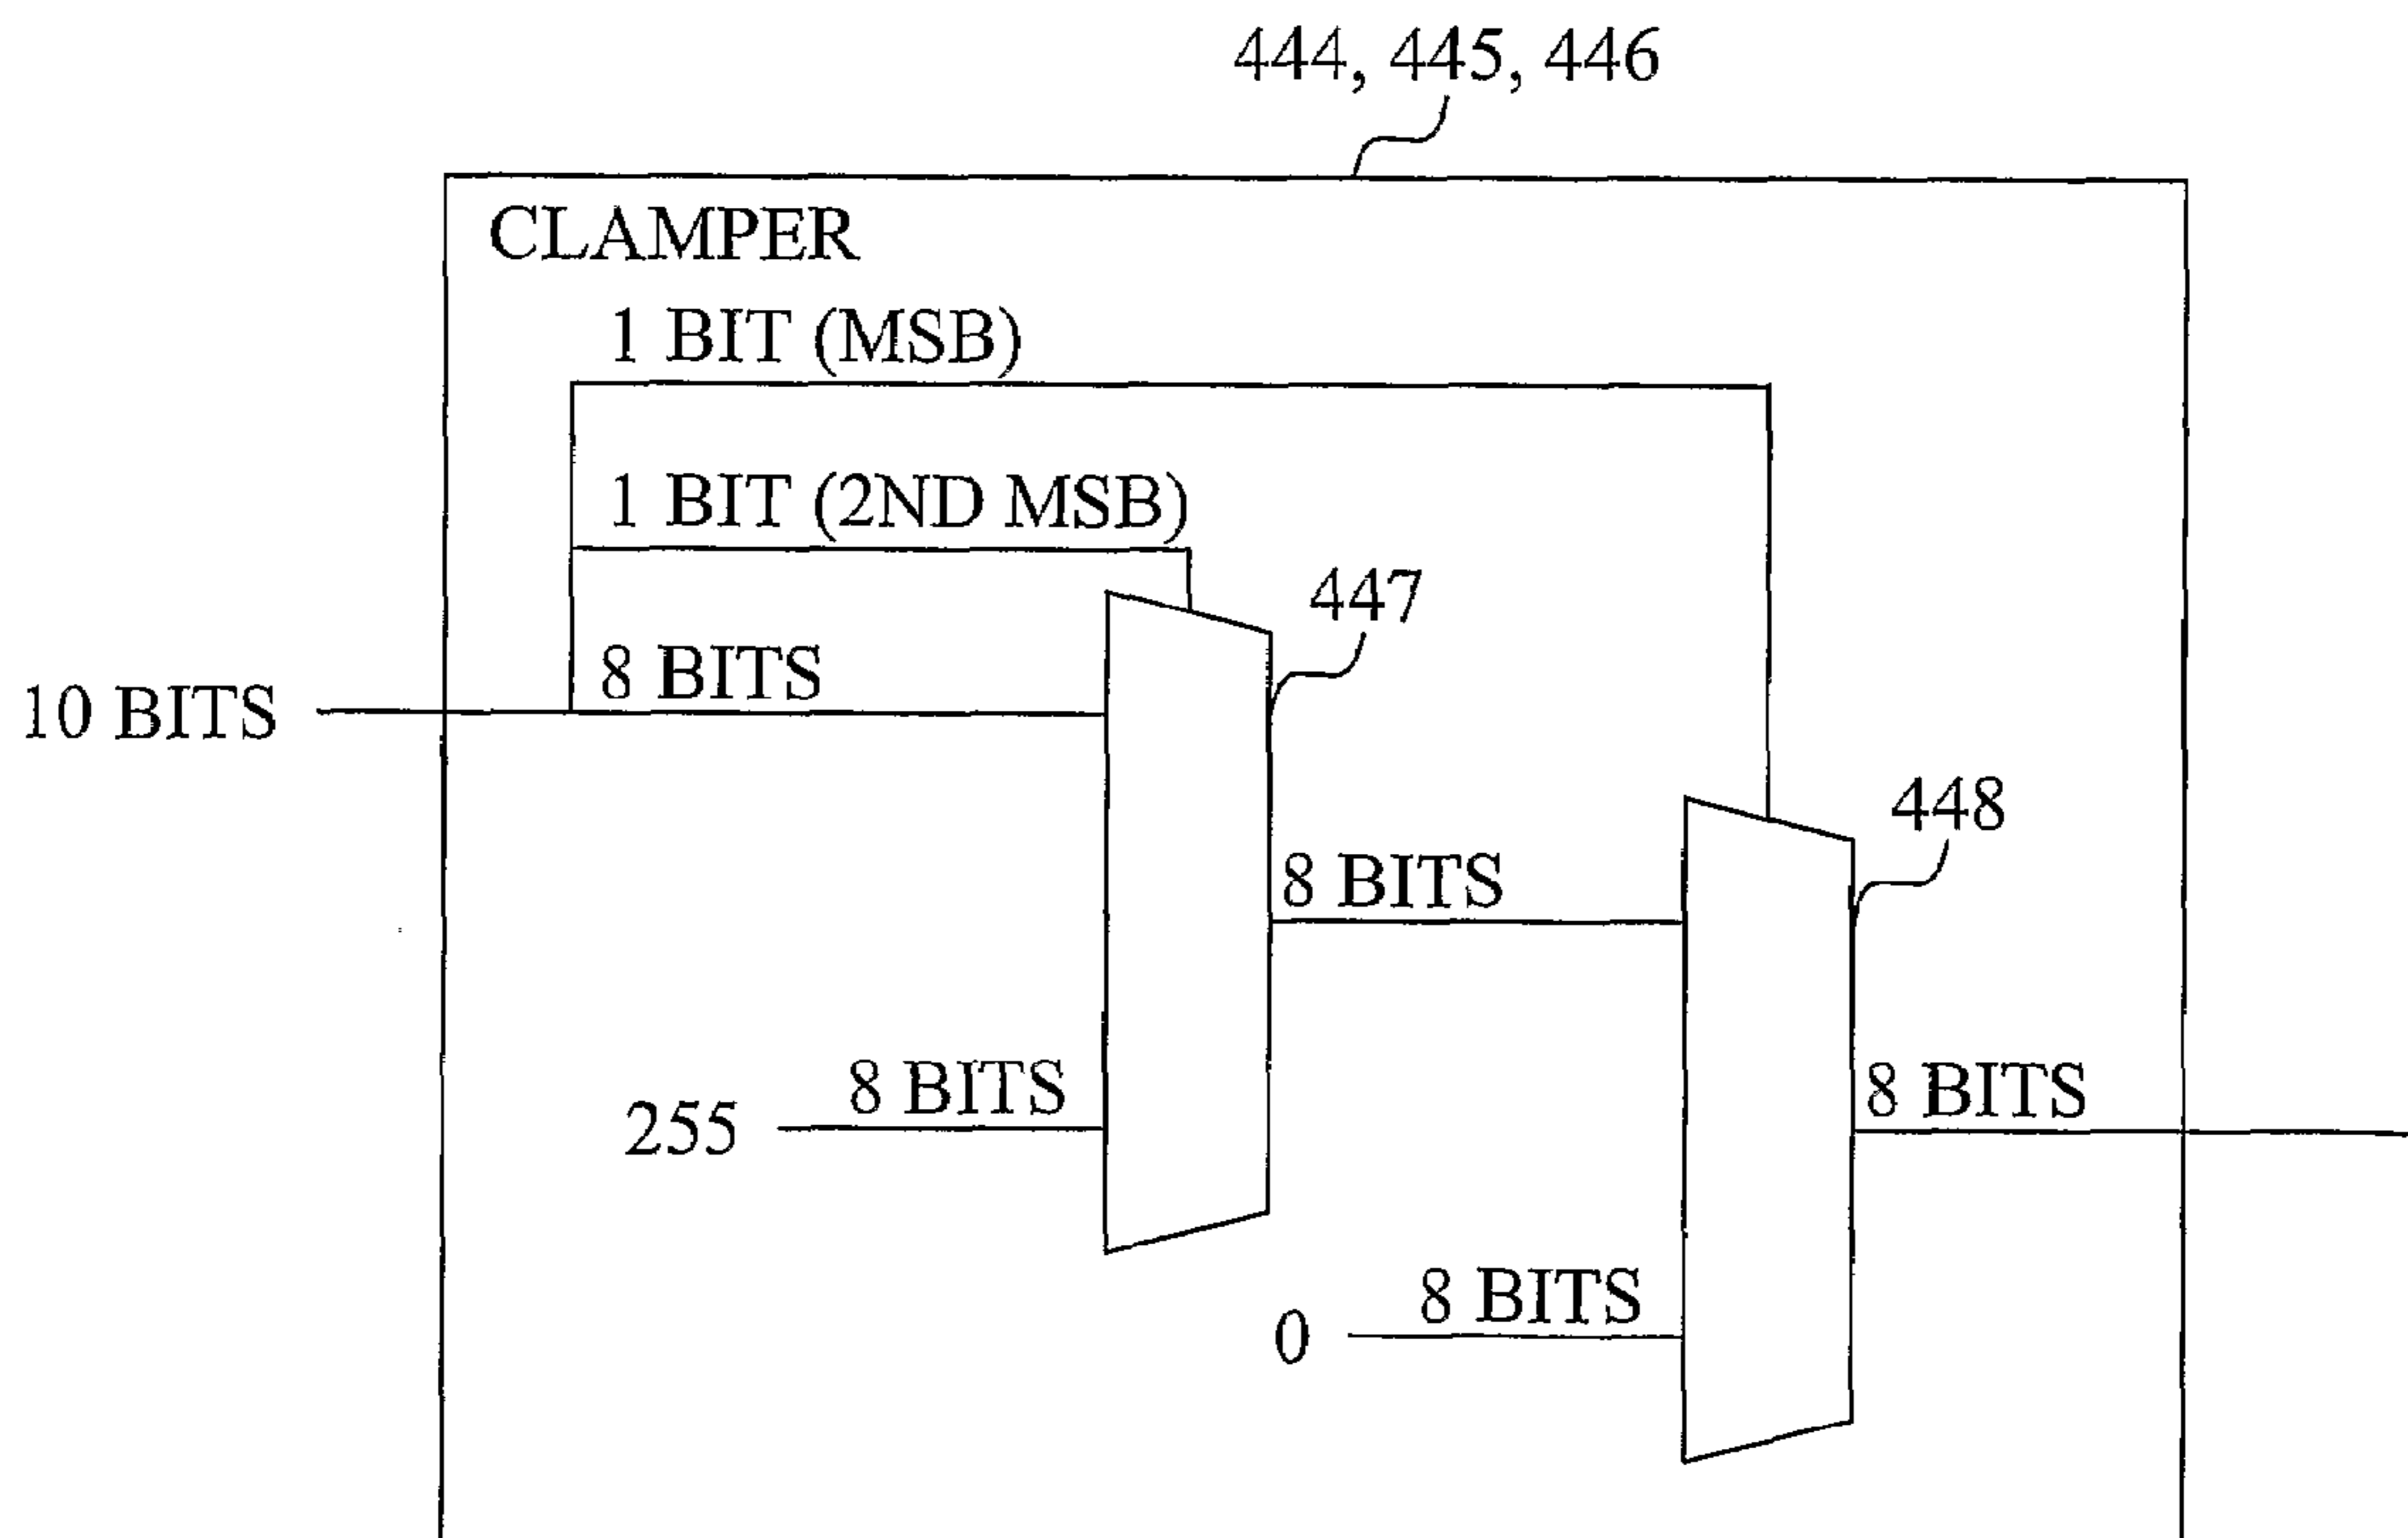 444, 445, 446
CLAMPER
1 BIT (MSB)
1 BIT (2ND MSB)
447
8 BITS
10 BITS
448
8 BITS
8 BITS
255
8 BITS
8 BITS
0